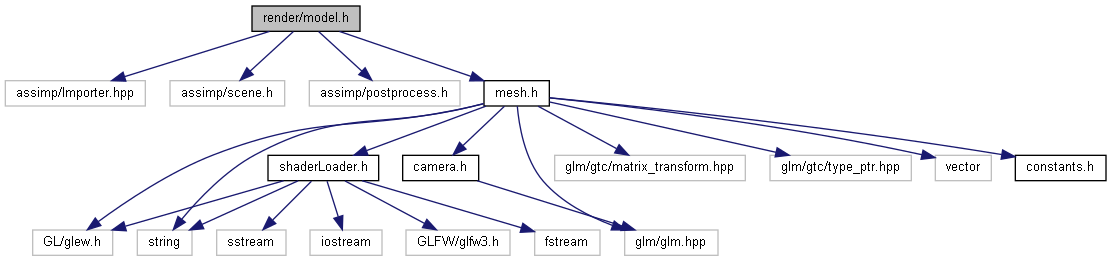 render/model.h
assimp/Importer.hpp
assimp/scene.h
assimp/postprocess.h
mesh.h
shaderLoader.h
camera.h
glm/gtc/matrix_transform.hpp
glm/gtc/type_ptr.hpp
vector
constants.h
GL/glew.h
string
sstream
iostream
GLFW/glfw3.h
fstream
glm/glm.hpp